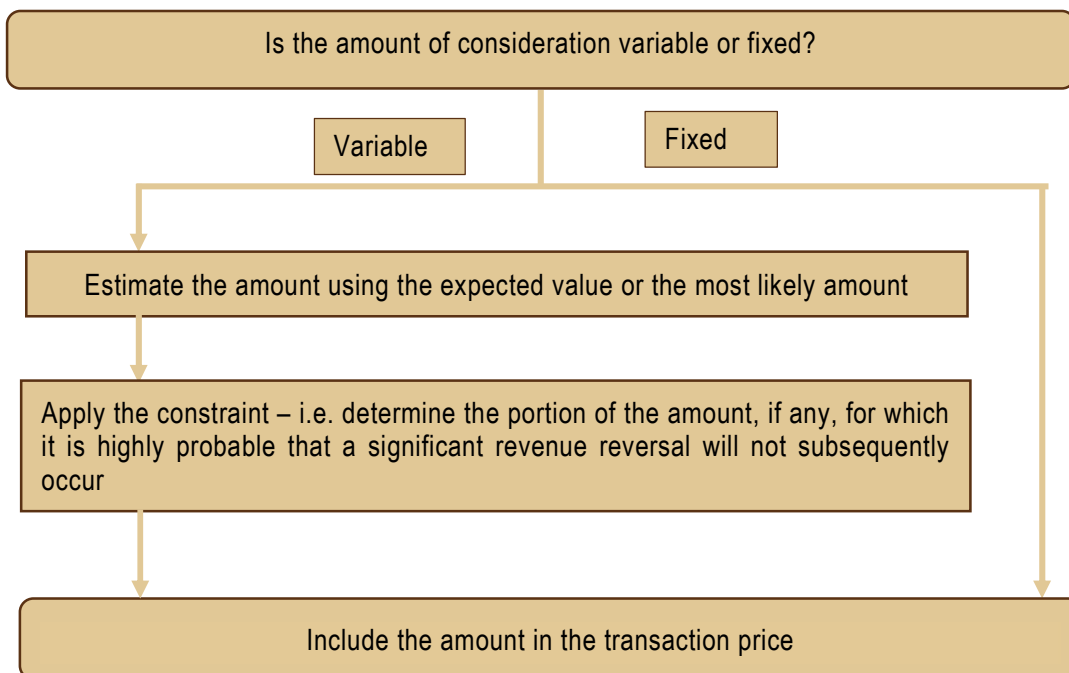 Is the amount of consideration variable or fixed?
Variable
Fixed
Estimate the amount using the expected value or the most likely amount
Apply the constraint – i.e. determine the portion of the amount, if any, for which
it is highly probable that a significant revenue reversal will not subsequently
occur
Include the amount in the transaction price